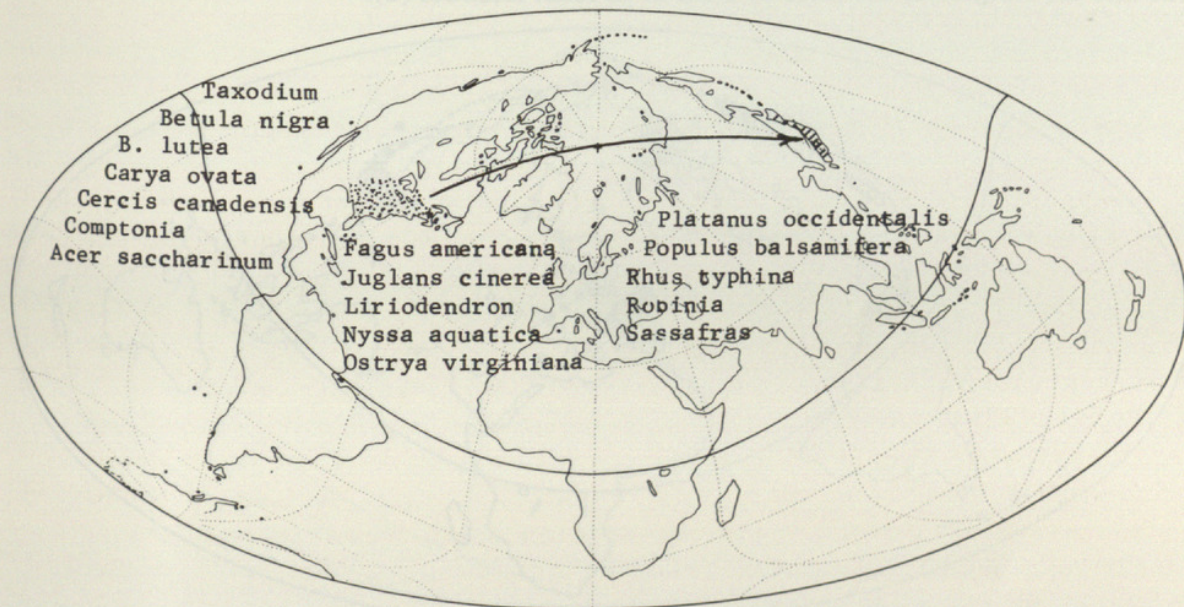 Taxodium
Betula nigra
B. lutea
Carya ovata
Cercis canadensis
Comptonia
Acer saccharinum
Fagus americana
Juglans cinerea
Liriodendron
Nyssa aquatica
Ostrya virginiana
Platanus occidentalis
Populus balsamifera
Rhus typhina
Robinia
Sassafras